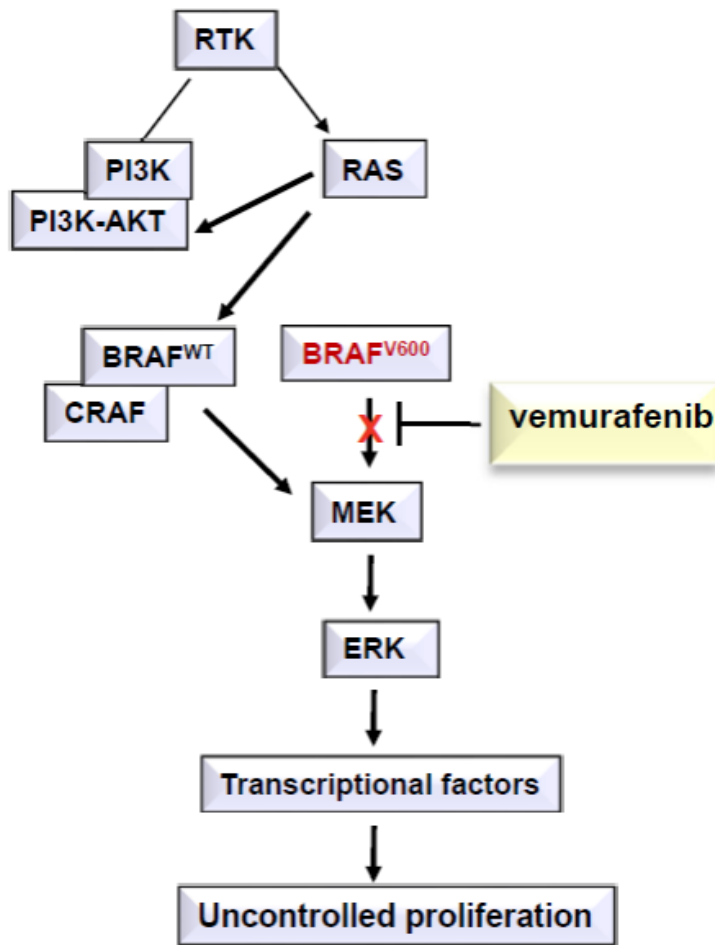 RTK
PI3K
RAS
PI3K-AKT
BRAFWT
BRAFV600
CRAF
X
vemurafenib
MEK
ERK
Transcriptional factors
Uncontrolled proliferation